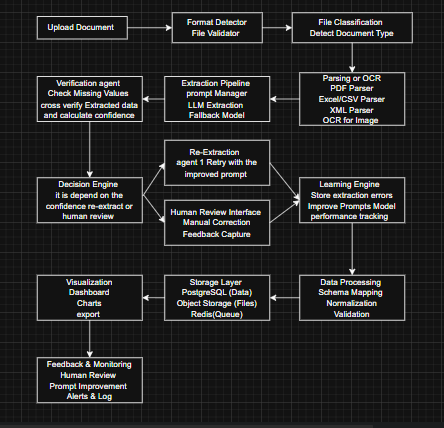 Upload Document
Format Detector
File Validator
File Classification
Detect Document Type
Verification agent
Check Missing Values
cross verify Extracted data
and calculate confidence
Extraction Pipeline
prompt Manager
LLM Extraction
Fallback Model
Parsing or OCR
PDF Parser
Excel/CSV Parser
XML Parser
OCR for Image
Re-Extraction
agent 1 Retry with the
improved prompt
Decision Engine
it is depend on the
confidence re-extract or
human review
Human Review Interface
Manual Correction
Feedback Capture
Learning Engine
Store extraction errors
Improve Prompts Model
performance tracking
Visualization
Dashboard
Charts
export
Storage Layer
PostgreSQL (Data)
Object Storage (Files)
Redis(Queue)
Data Processing
Schema Mapping
Normalization
Validation
Feedback & Monitoring
Human Review
Prompt Improvement
Alerts & Log